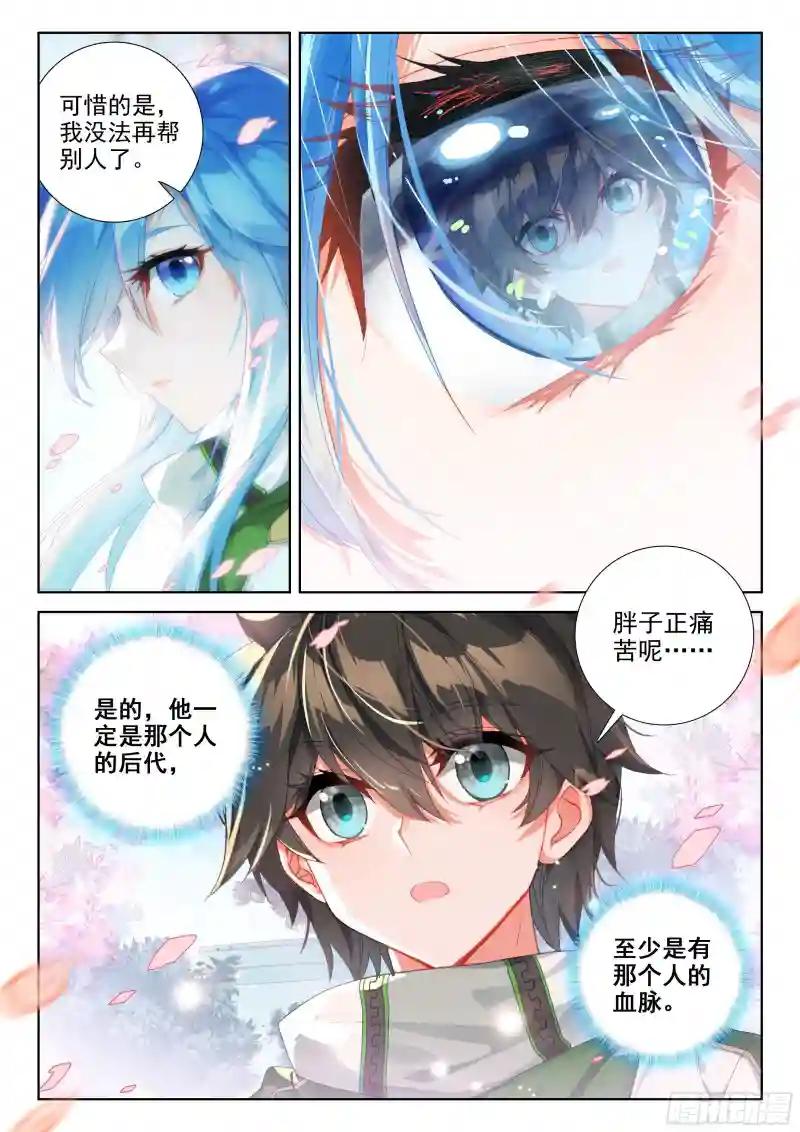 可惜的是，
我没法再帮
别人了。
胖子正痛
苦呢……
是的，他一
定是那个人
的后代，
至少是有
那个人的
血脉。